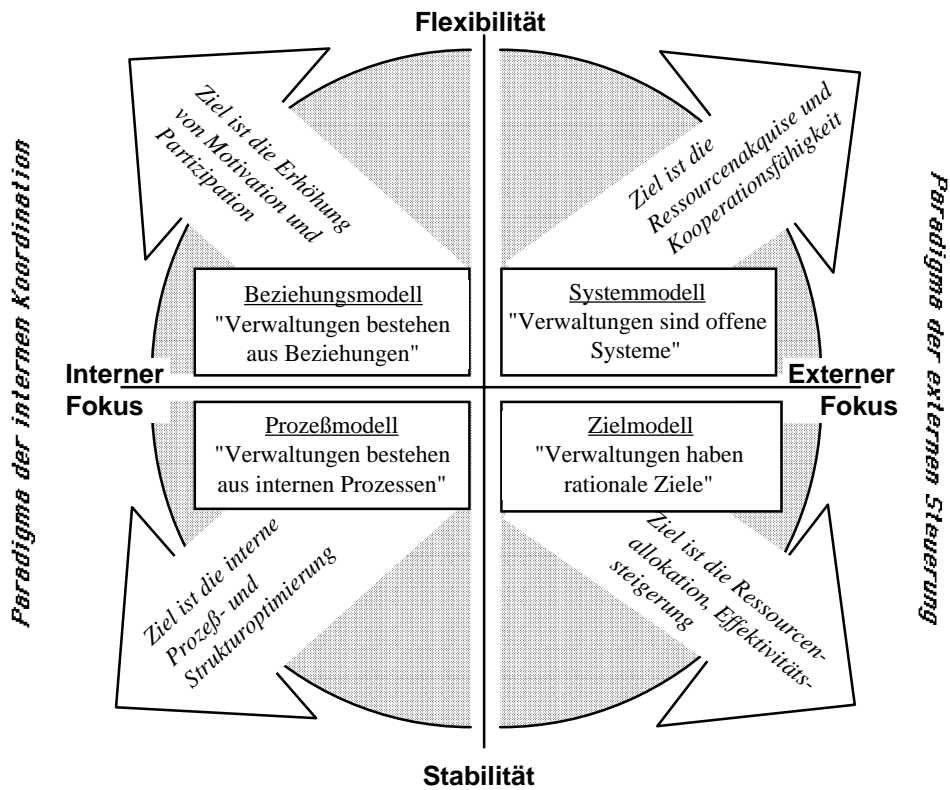 Flexibilität
Paradigma der internen Koordination
Ziel ist die Erhöhung
von Motivation und
Partizipation
Ziel ist die
Ressourcenakquise und
Kooperationsfähigkeit
Paradigma der externen Steuerung
Beziehungsmodell
"Verwaltungen bestehen
aus Beziehungen"
Systemmodell
"Verwaltungen sind offene
Systeme"
Interner
Fokus
Externer
Fokus
Prozeßmodell
"Verwaltungen bestehen
aus internen Prozessen"
Zielmodell
"Verwaltungen haben
rationale Ziele"
Ziel ist die interne
Prozeß- und
Strukturoptimierung
Ziel ist die Ressourcen-
allokation, Effektivitäts-
steigerung
Stabilität